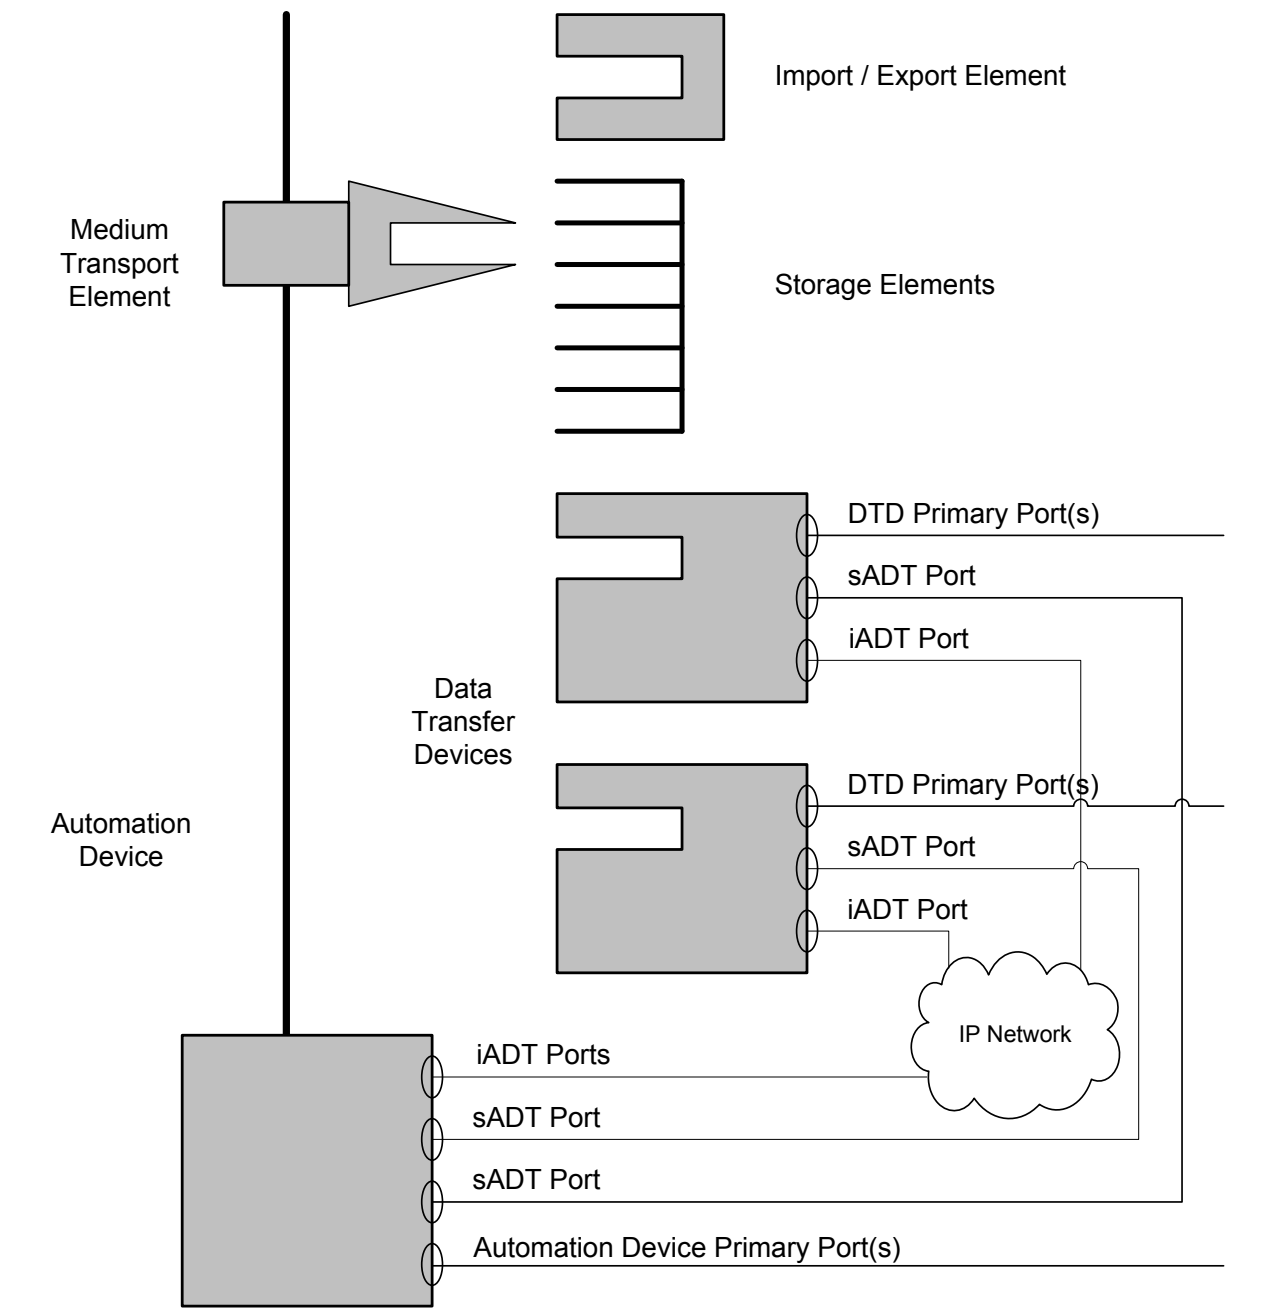 Import / Export Element
Medium
Transport
Element
Storage Elements
DTD Primary Port(s)
sADT Port
iADT Port
Data
Transfer
Devices
DTD Primary Port(s)
sADT Port
iADT Port
Automation
Device
IP Network
iADT Ports
sADT Port
sADT Port
Automation Device Primary Port(s)